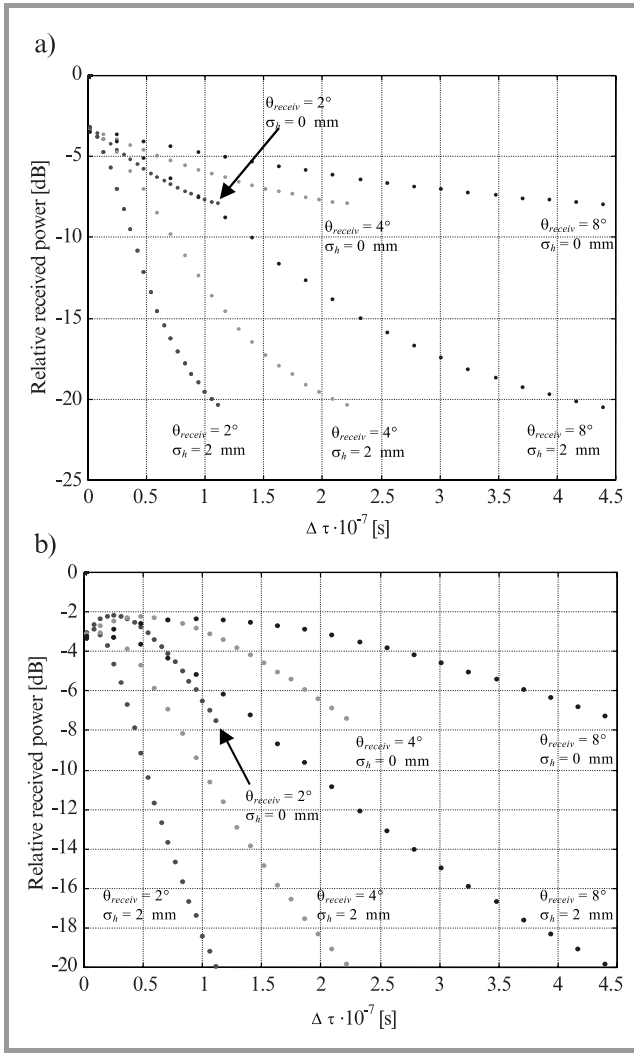 a)
0
-5
-10
-15
-20
-25
Relative received power [dB]
θreceiv = 2°
σh = 0 mm
θreceiv = 4°
σh = 0 mm
θreceiv = 8°
σh = 0 mm
θreceiv = 2°
σh = 2 mm
θreceiv = 4°
σh = 2 mm
θreceiv = 8°
σh = 2 mm
0 0.5 1 1.5 2 2.5 3 3.5 4 4.5
Δ τ ·10⁻⁷ [s]
b)
0
-2
-4
-6
-8
-10
-12
-14
-16
-18
-20
Relative received power [dB]
θreceiv = 4°
σh = 0 mm
θreceiv = 8°
σh = 0 mm
θreceiv = 2°
σh = 0 mm
θreceiv = 2°
σh = 2 mm
θreceiv = 4°
σh = 2 mm
θreceiv = 8°
σh = 2 mm
0 0.5 1 1.5 2 2.5 3 3.5 4 4.5
Δ τ ·10⁻⁷ [s]